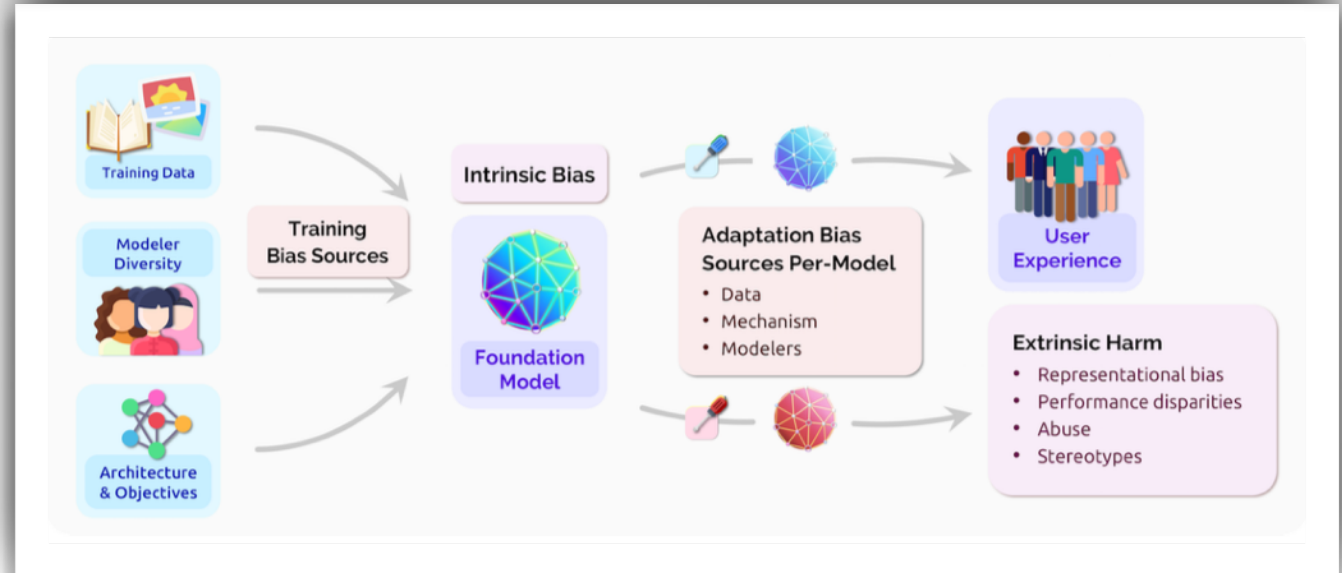 Training Data
Modeler
Diversity
Architecture
& Objectives
Training
Bias Sources
Intrinsic Bias
Foundation
Model
Adaptation Bias
Sources Per-Model
• Data
• Mechanism
• Modelers
User
Experience
Extrinsic Harm
• Representational bias
• Performance disparities
• Abuse
• Stereotypes